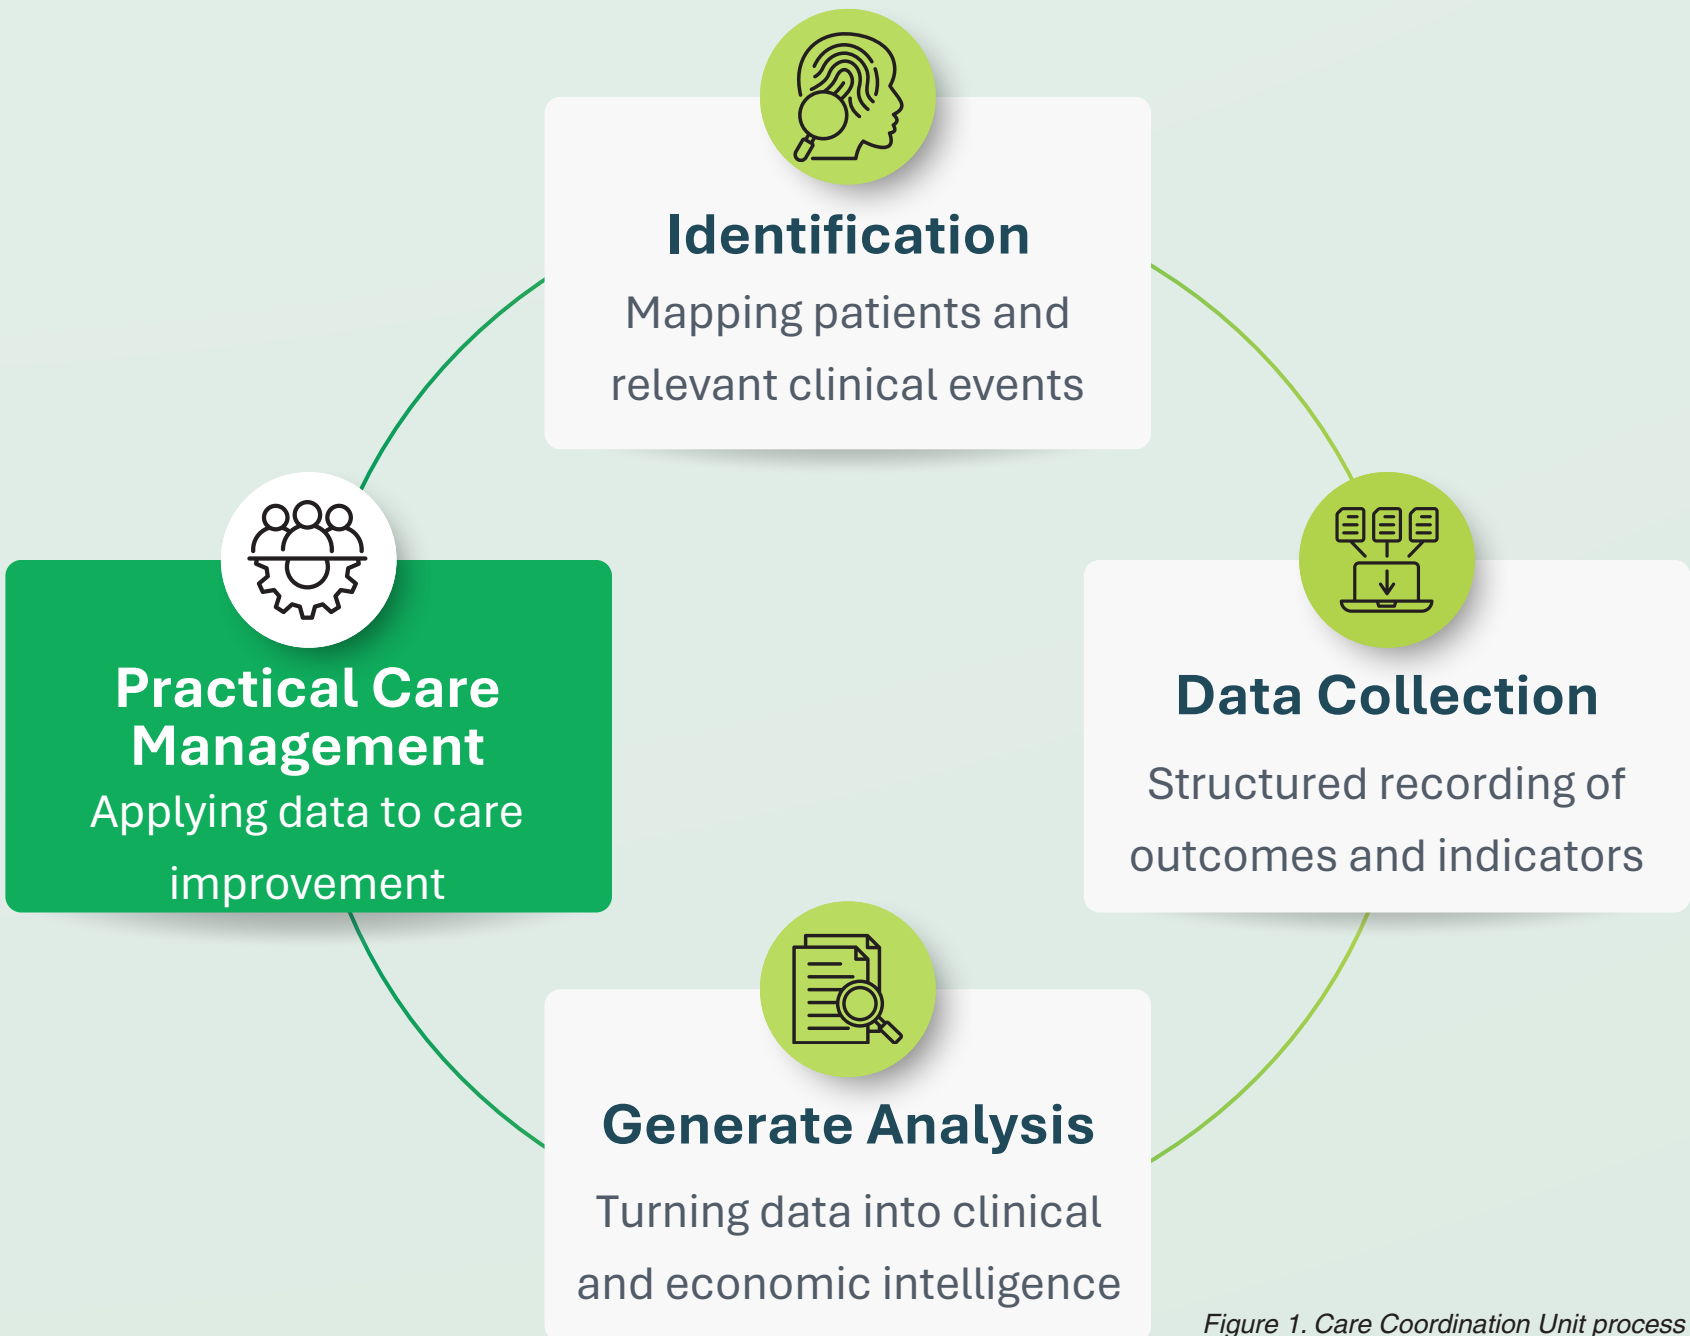 Identification
Mapping patients and
relevant clinical events
Practical Care
Management
Applying data to care
improvement
Data Collection
Structured recording of
outcomes and indicators
Generate Analysis
Turning data into clinical
and economic intelligence
Figure 1. Care Coordination Unit process